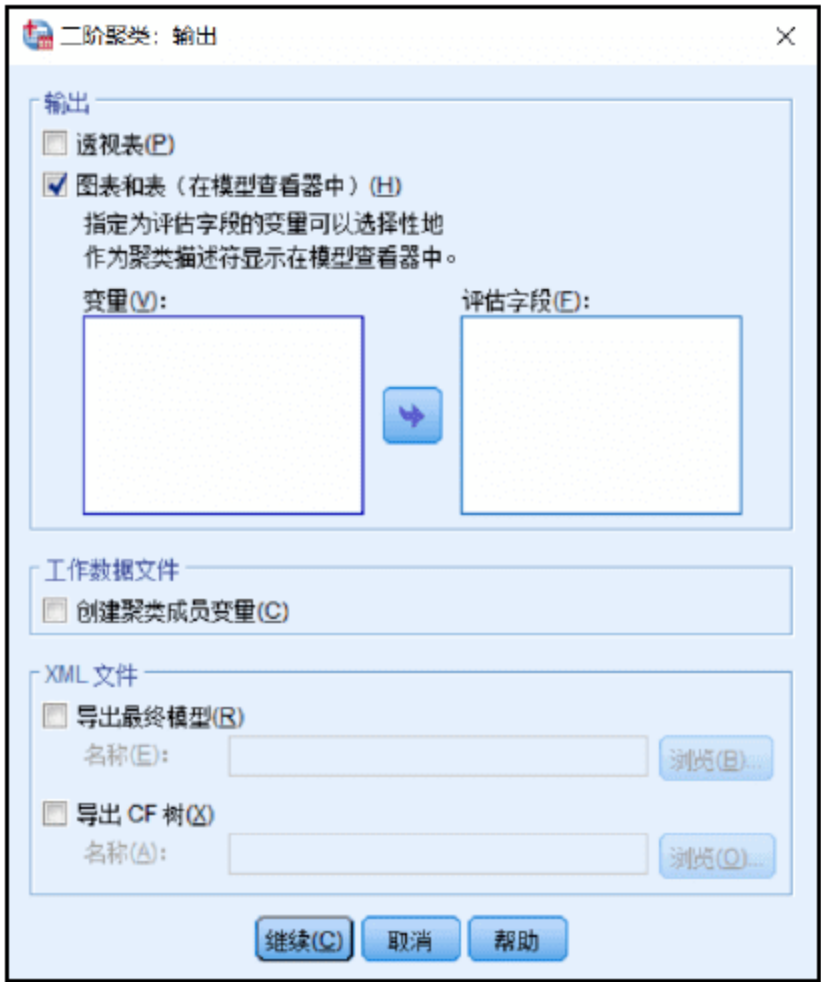 二阶聚类：输出
输出
透视表(P)
图表和表（在模型查看器中）(H)
指定为评估字段的变量可以选择性地
作为聚类描述符显示在模型查看器中。
变量(V):
评估字段(F):
工作数据文件
创建聚类成员变量(C)
XML 文件
导出最终模型(R)
名称(E):
浏览(B)...
导出 CF 树(X)
名称(A):
浏览(O)...
继续(C)
取消
帮助